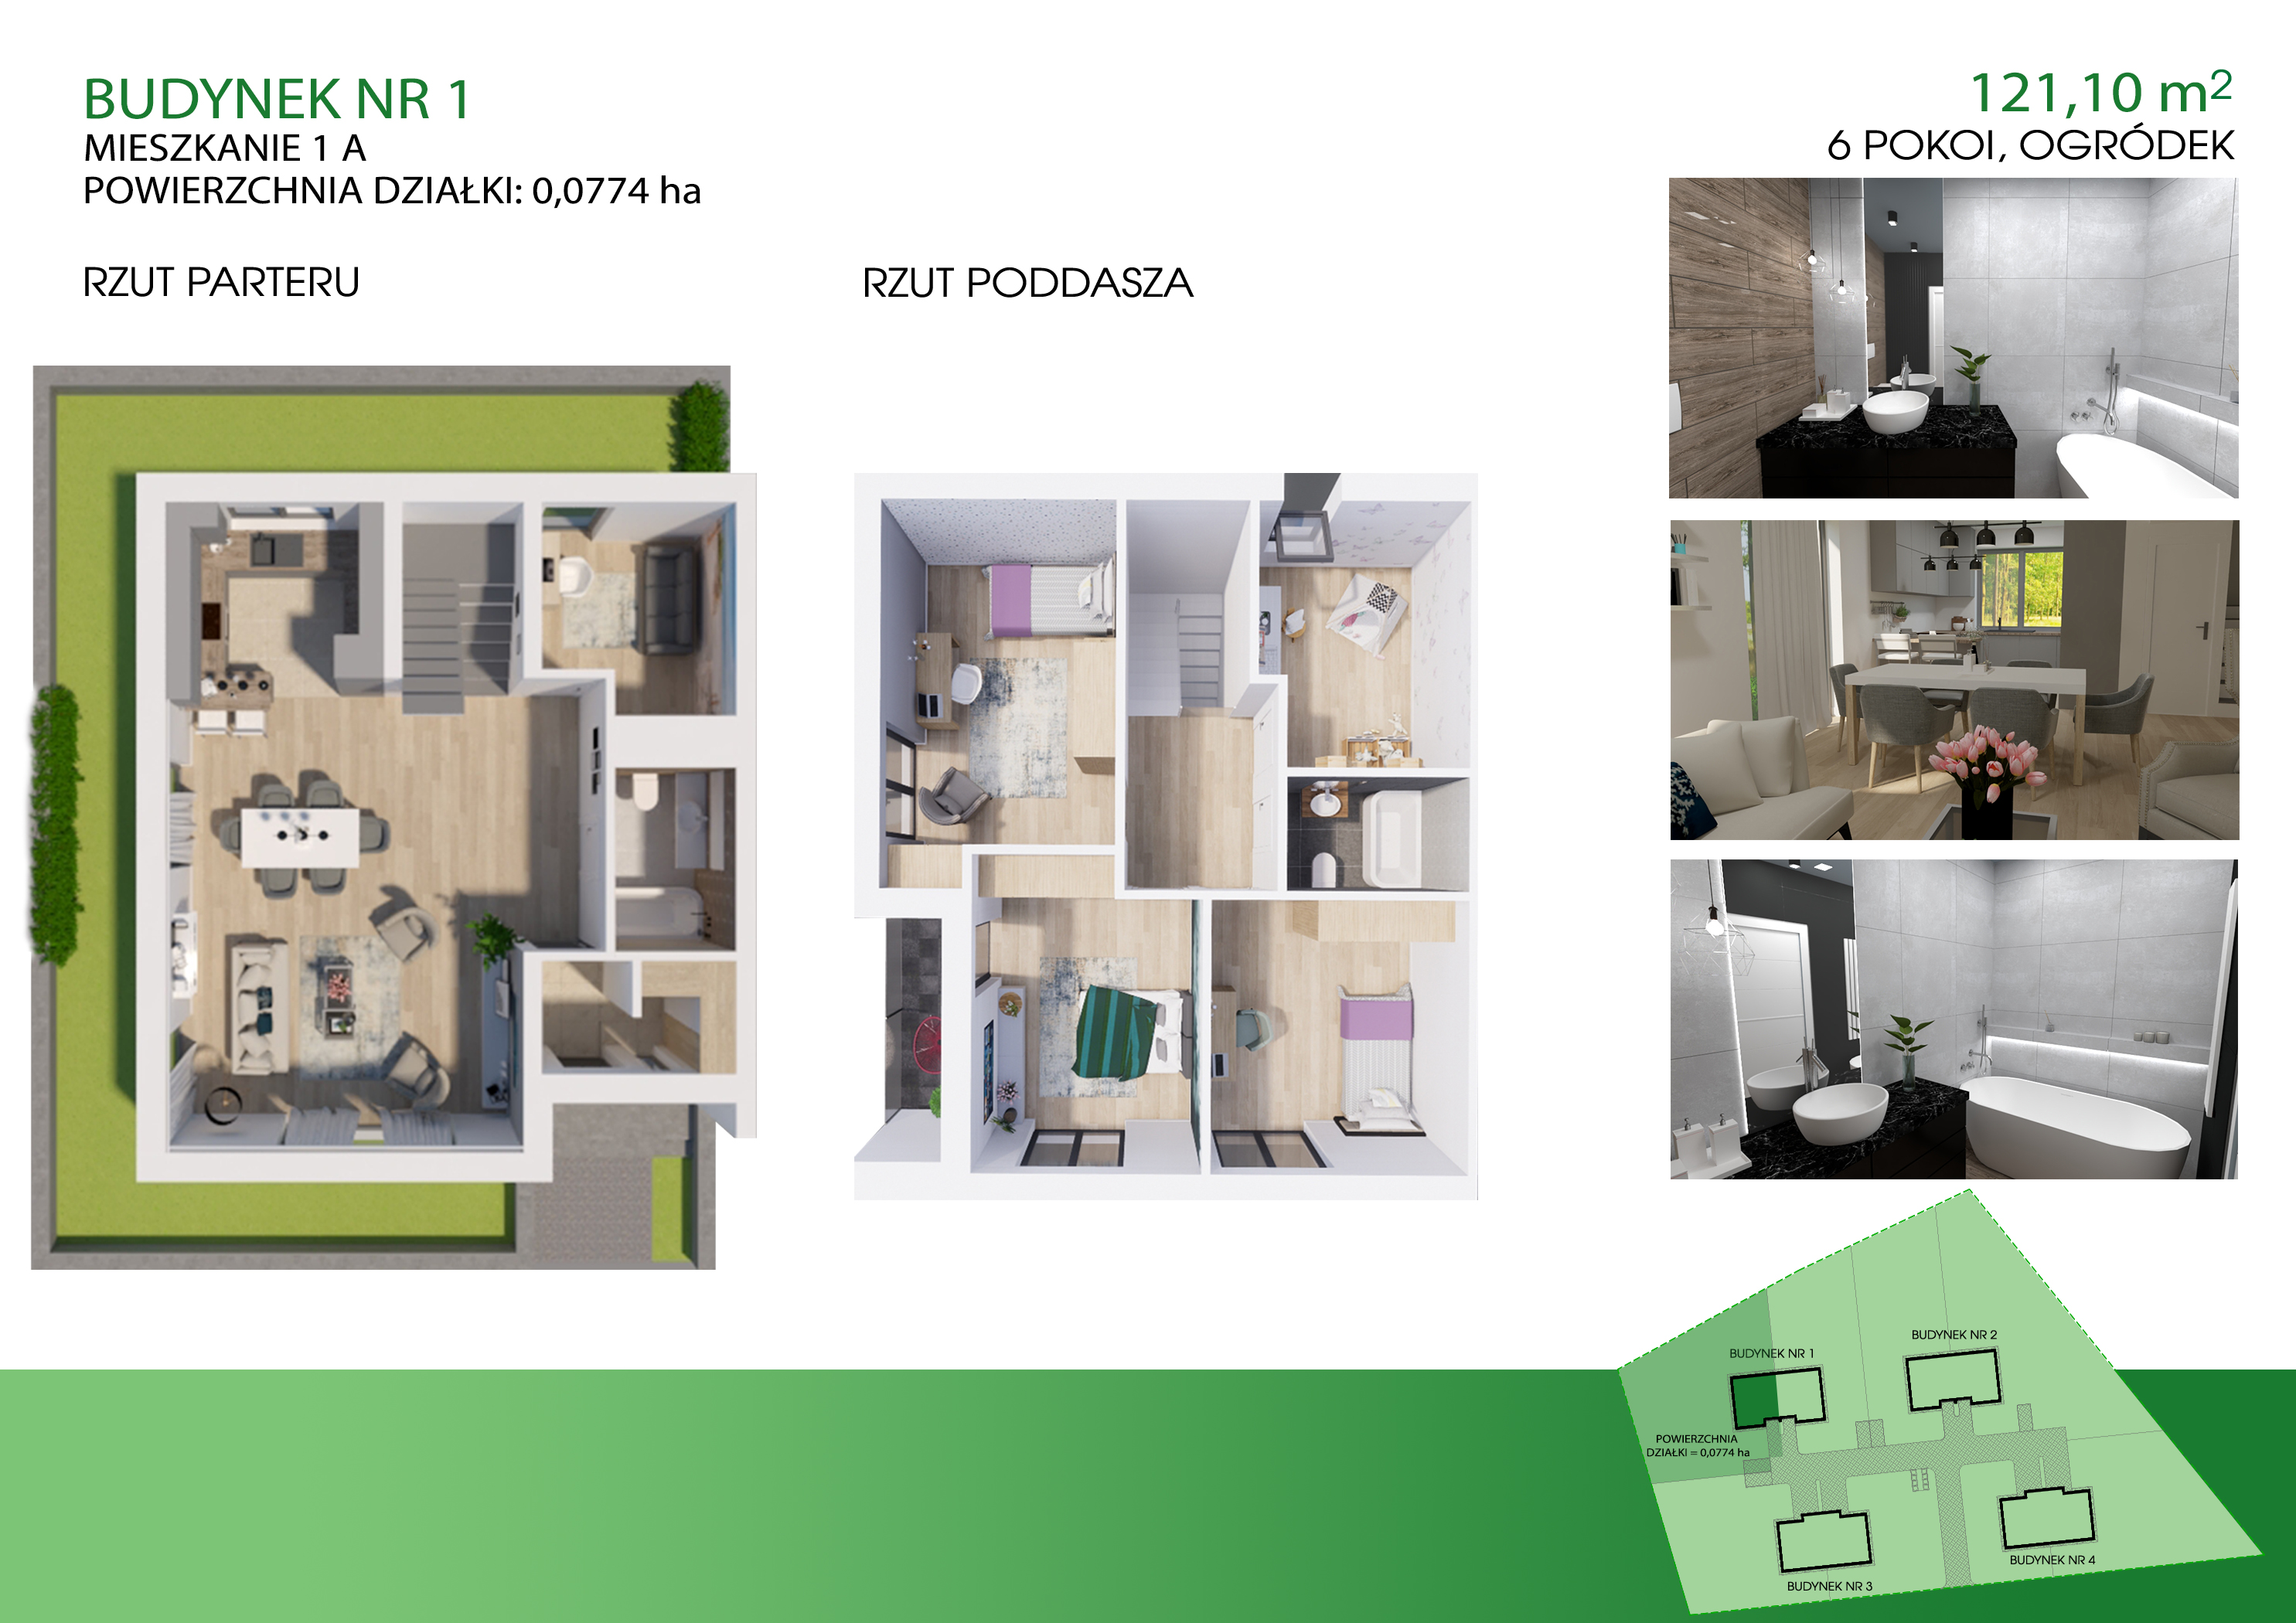 BUDYNEK NR 1
MIESZKANIE 1 A
POWIERZCHNIA DZIAŁKI: 0,0774 ha
121,10 m²
6 POKOI, OGRÓDEK
RZUT PARTERU
RZUT PODDASZA
BUDYNEK NR 2
BUDYNEK NR 1
POWIERZCHNIA
DZIAŁKI = 0,0774 ha
BUDYNEK NR 4
BUDYNEK NR 3